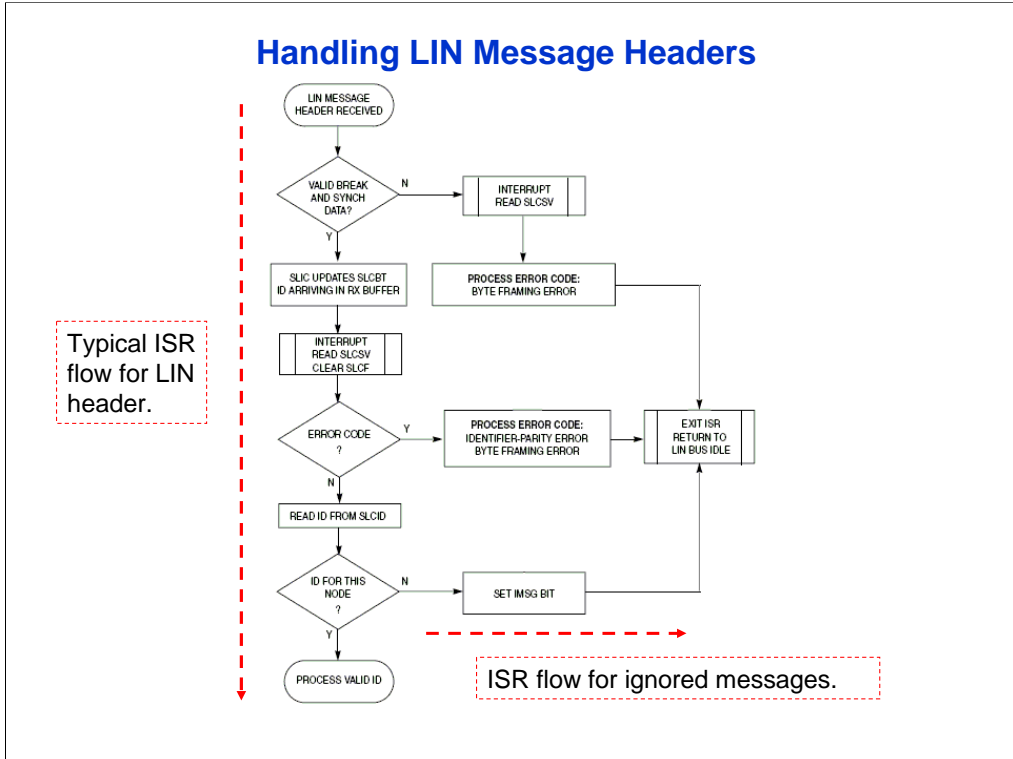 Handling LIN Message Headers
LIN MESSAGE
HEADER RECEIVED
VALID BREAK
AND SYNCH
DATA?
N
Y
INTERRUPT
READ SLCSV
SLIC UPDATES SLCBT
ID ARRIVING IN RX BUFFER
PROCESS ERROR CODE:
BYTE FRAMING ERROR
Typical ISR
flow for LIN
header.
INTERRUPT
READ SLCSV
CLEAR SLCF
ERROR CODE
?
Y
N
PROCESS ERROR CODE:
IDENTIFIER-PARITY ERROR
BYTE FRAMING ERROR
EXIT ISR
RETURN TO
LIN BUS IDLE
READ ID FROM SLCID
ID FOR THIS
NODE
?
N
Y
SET IMSG BIT
PROCESS VALID ID
ISR flow for ignored messages.